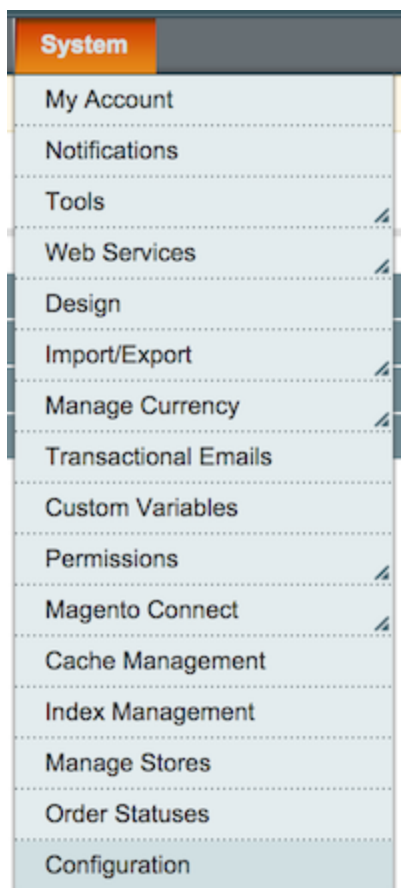 System
My Account
Notifications
Tools
Web Services
Design
Import/Export
Manage Currency
Transactional Emails
Custom Variables
Permissions
Magento Connect
Cache Management
Index Management
Manage Stores
Order Statuses
Configuration